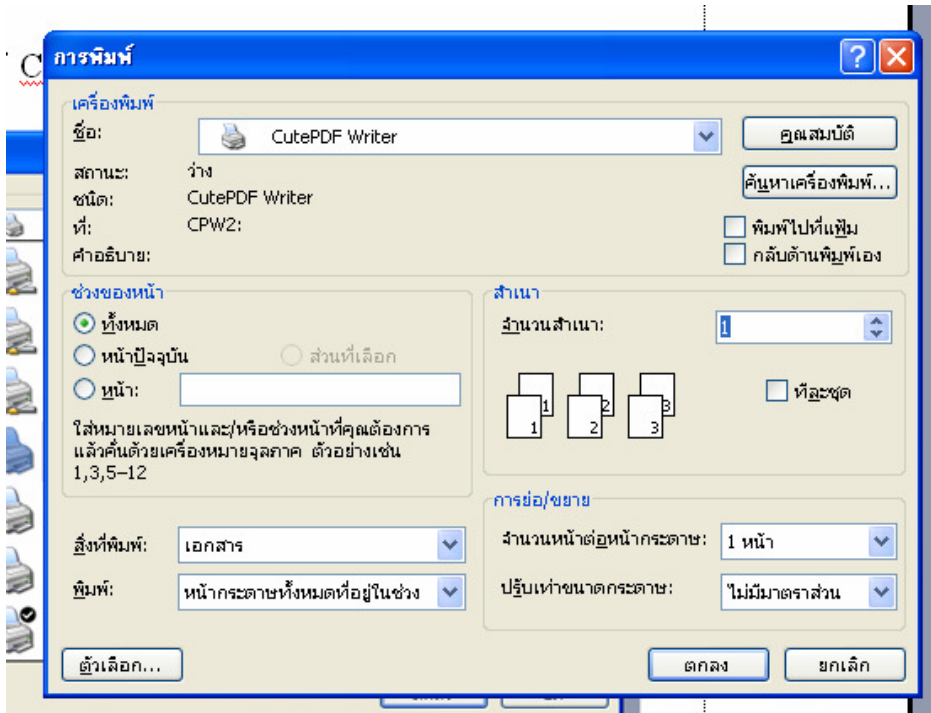 C
การพิมพ์
เครื่องพิมพ์
ชื่อ: CutePDF Writer คุณสมบัติ
สถานะ: ว่าง
ชนิด: CutePDF Writer ค้นหาเครื่องพิมพ์...
ที่: CPW2: พิมพ์ไปที่แฟ้ม
คำอธิบาย: กลับด้านพิมพ์เอง
ช่วงของหน้า
ทั้งหมด
หน้าปัจจุบัน ส่วนที่เลือก
หน้า:
ใส่หมายเลขหน้าและ/หรือช่วงหน้าที่คุณต้องการ
แล้วคั่นด้วยเครื่องหมายจุลภาค ตัวอย่างเช่น
1,3,5–12
สำเนา
จำนวนสำเนา: 1
1 2 3 ทีละชุด
1 2 3
สิ่งที่พิมพ์: เอกสาร
พิมพ์: หน้ากระดาษทั้งหมดที่อยู่ในช่วง
การย่อ/ขยาย
จำนวนหน้าต่อหน้ากระดาษ: 1 หน้า
ปรับเท่าขนาดกระดาษ: ไม่มีมาตราส่วน
ตัวเลือก... ตกลง ยกเลิก